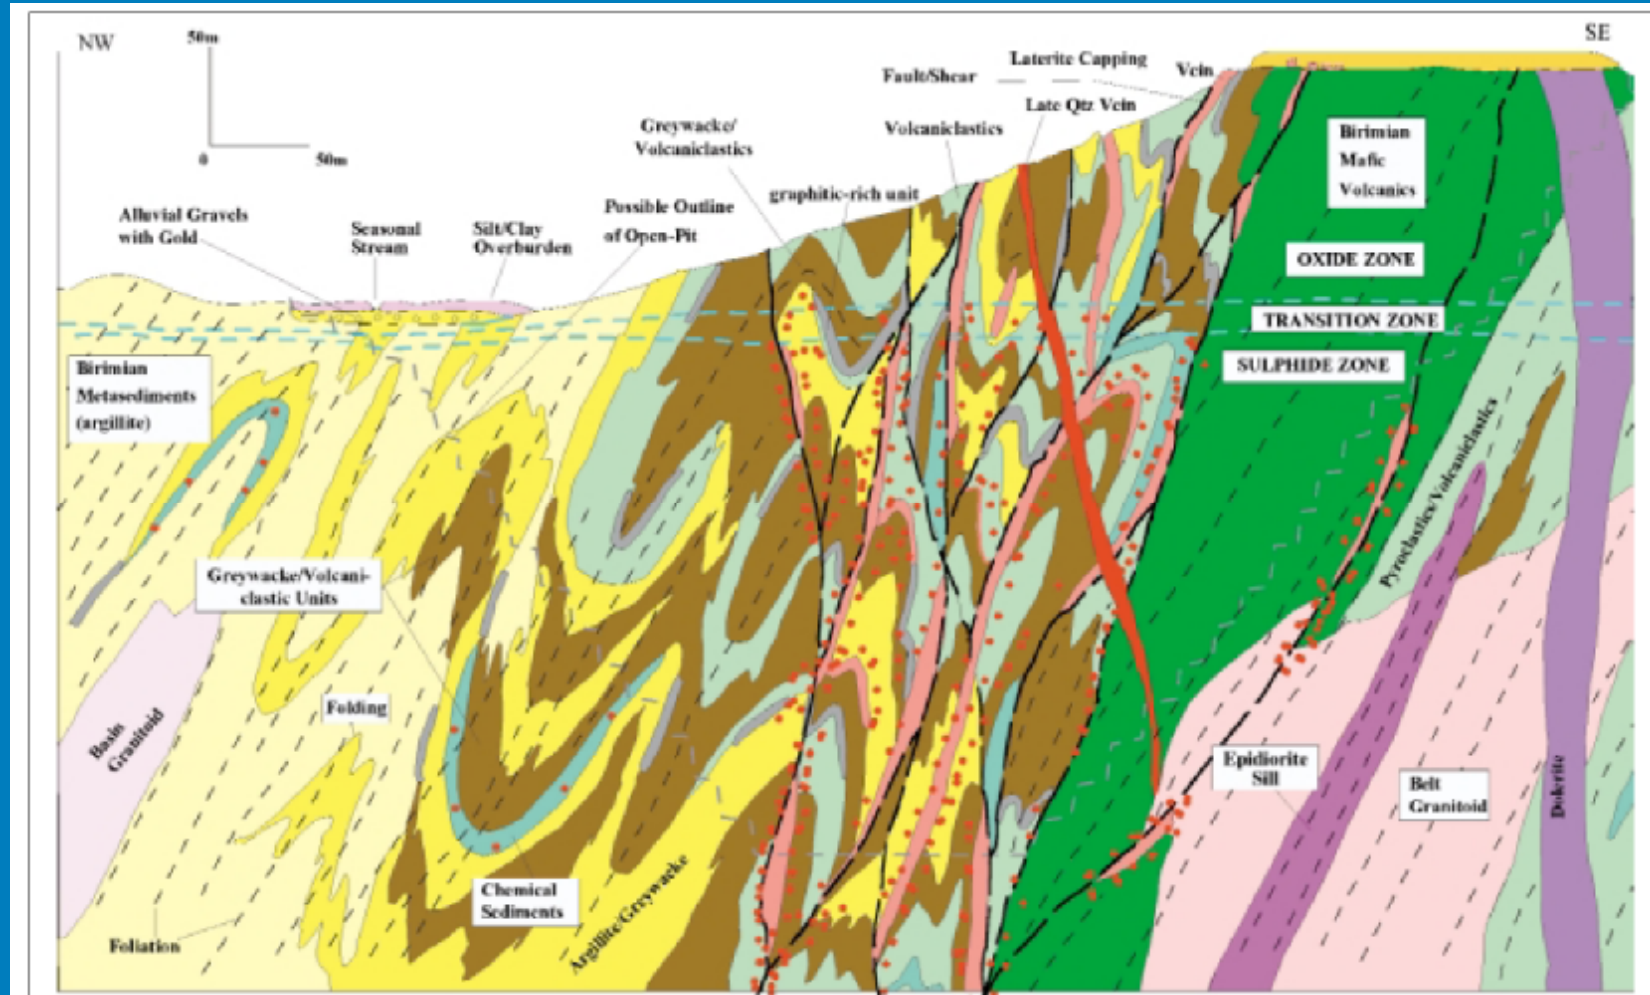 NW
SE
50m
0
50m
Laterite Capping
Fault/Shear
Vein
Late Qtz Vein
Volcaniclastics
Greywacke/
Volcaniclastics
graphitic-rich unit
Possible Outline
of Open-Pit
Alluvial Gravels
with Gold
Seasonal
Stream
Silt/Clay
Overburden
Birimian
Mafic
Volcanics
OXIDE ZONE
TRANSITION ZONE
SULPHIDE ZONE
Birimian
Metasediments
(argillite)
Pyroclastics/Volcaniclastics
Greywacke/Volcani-
clastic Units
Folding
Basin
Granitoid
Epidiorite
Sill
Belt
Granitoid
Dolerite
Chemical
Sediments
Argillite/Greywacke
Foliation